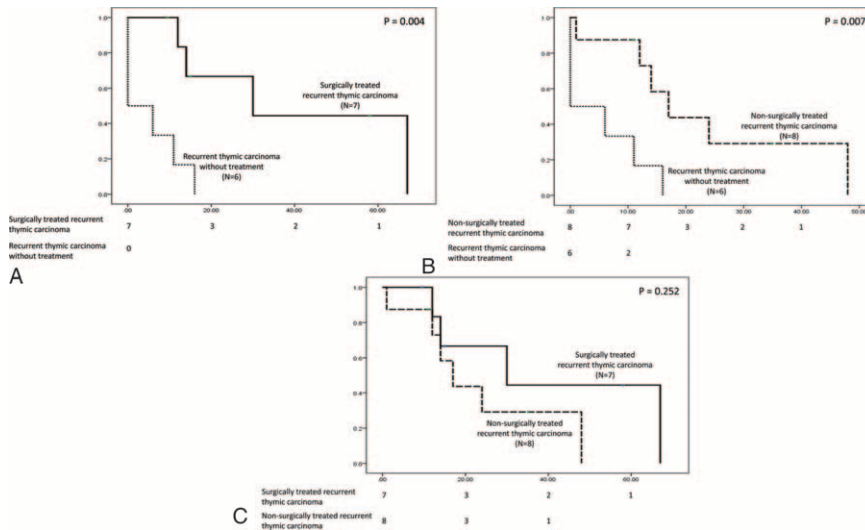 P = 0.004
1.0
0.8
0.6
0.4
0.2
0.0
Surgically treated
recurrent thymic carcinoma
(N=7)
Recurrent thymic carcinoma
without treatment
(N=6)
.00
20.00
40.00
60.00
Surgically treated recurrent
thymic carcinoma
7 3 2 1
Recurrent thymic carcinoma
without treatment
0
A
P = 0.007
1.0
0.8
0.6
0.4
0.2
0.0
Non-surgically treated
recurrent thymic carcinoma
(N=8)
Recurrent thymic carcinoma
without treatment
(N=6)
.00
10.00
20.00
30.00
40.00
50.00
Non-surgically treated
recurrent thymic carcinoma
8 7 3 2 1
Recurrent thymic carcinoma
without treatment
6 2
B
P = 0.252
1.0
0.8
0.6
0.4
0.2
0.0
Surgically treated
recurrent thymic carcinoma
(N=7)
Non-surgically treated
recurrent thymic carcinoma
(N=8)
.00
20.00
40.00
60.00
Surgically treated recurrent
thymic carcinoma
7 3 2 1
Non-surgically treated recurrent
thymic carcinoma
8 3 1
C